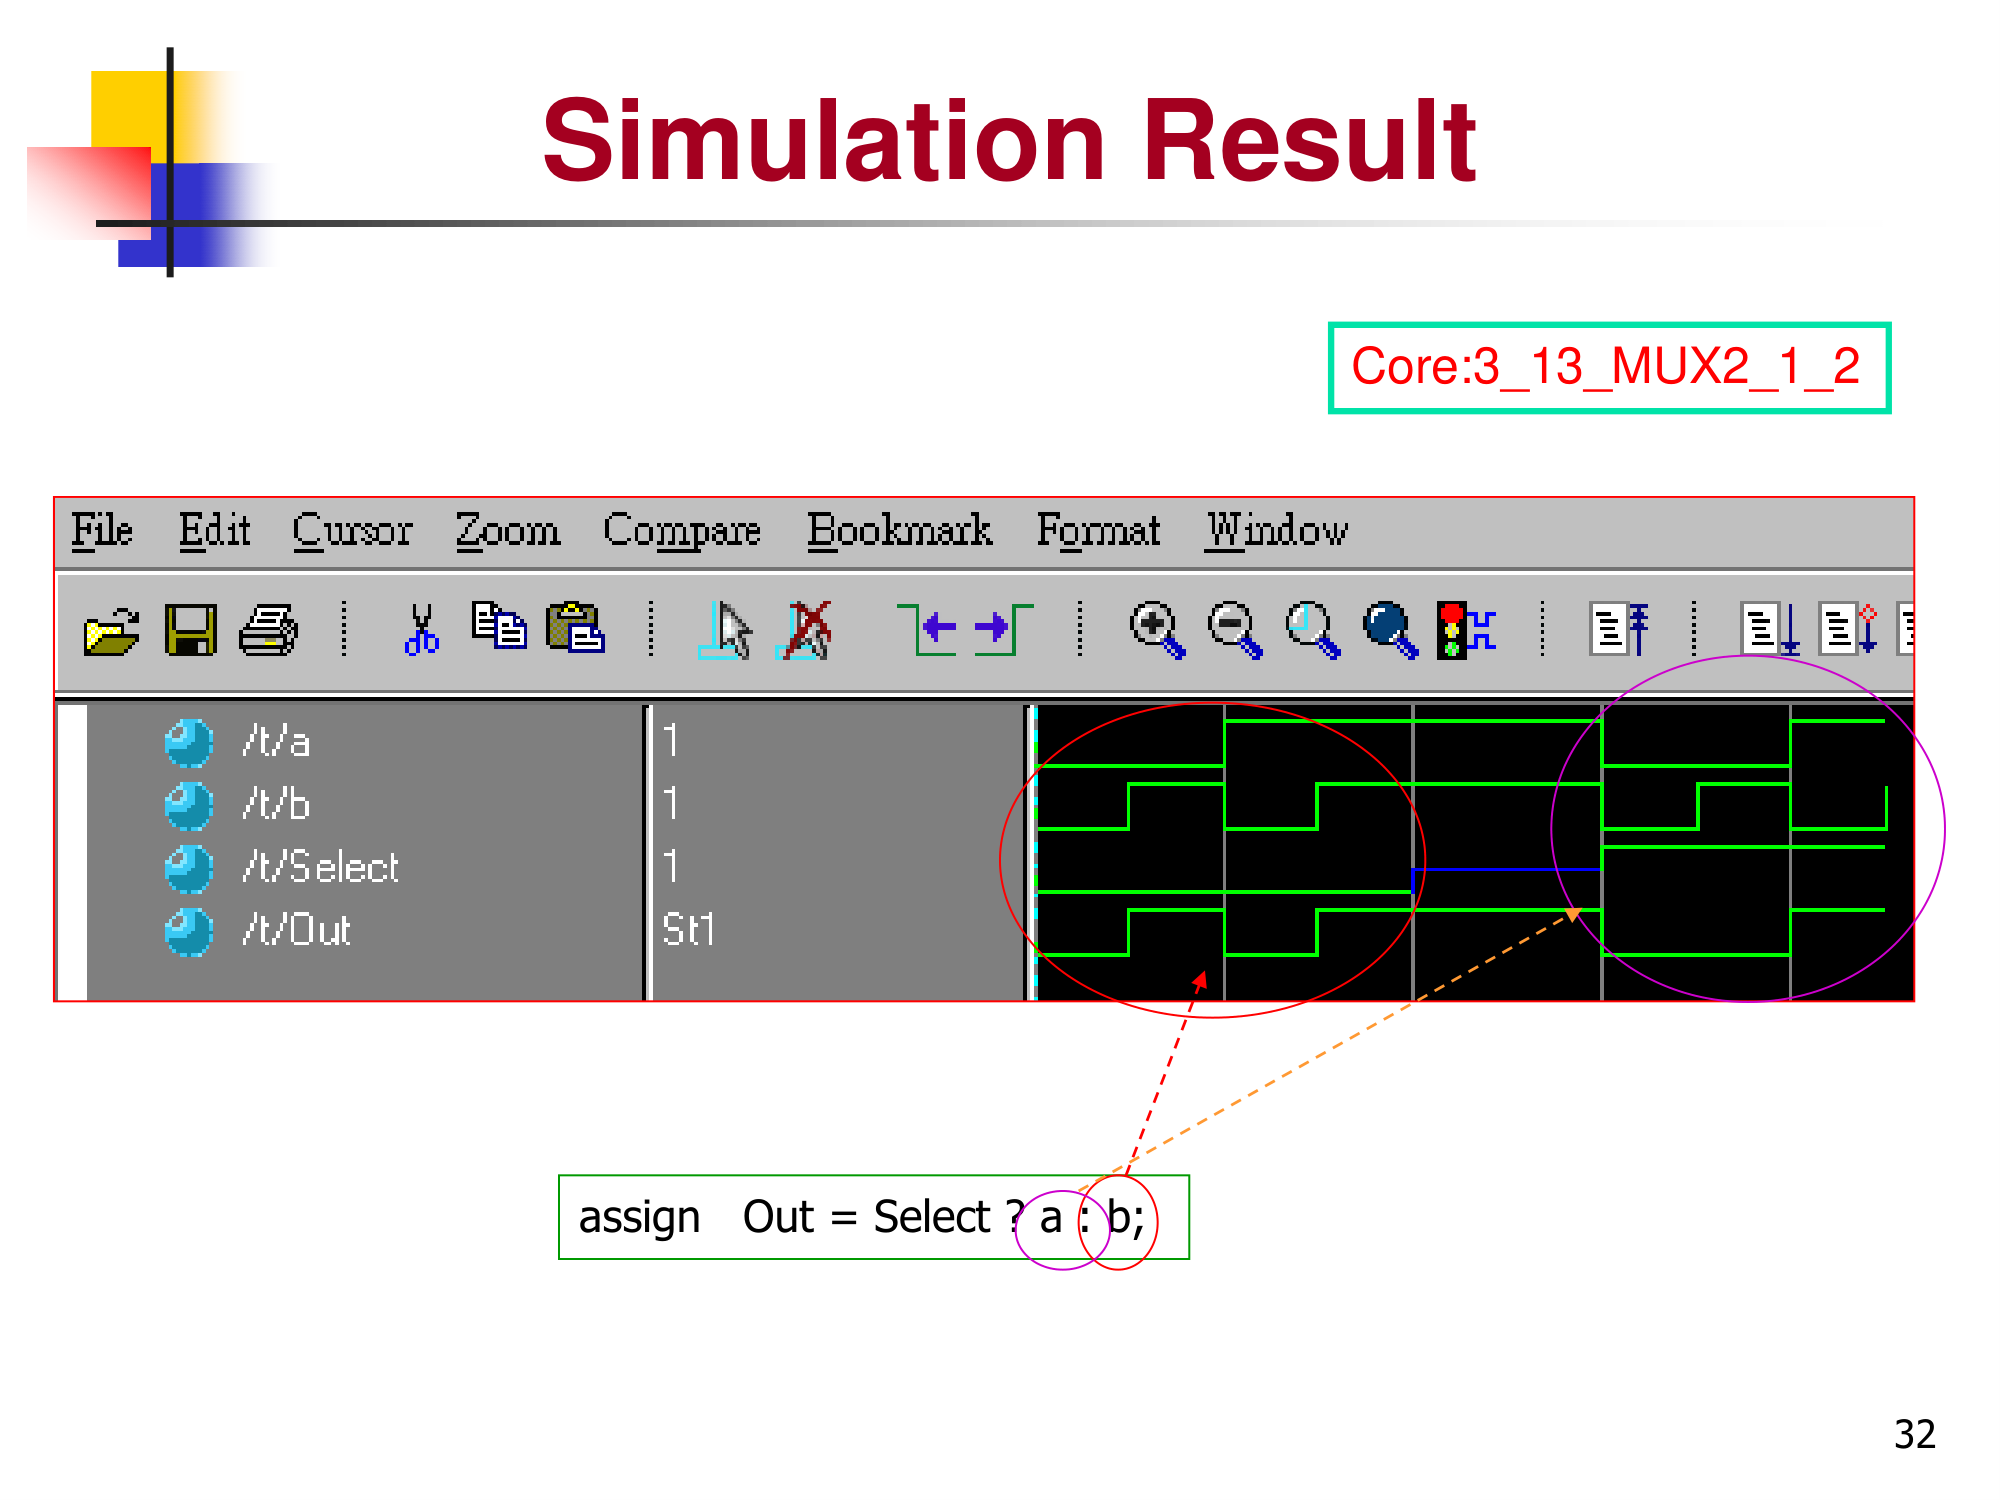 Simulation Result
Core:3_13_MUX2_1_2
File Edit Cursor Zoom Compare Bookmark Format Window
/t/a 1
/t/b 1
/t/Select 1
/t/Out St1
assign Out = Select ? a : b;
32